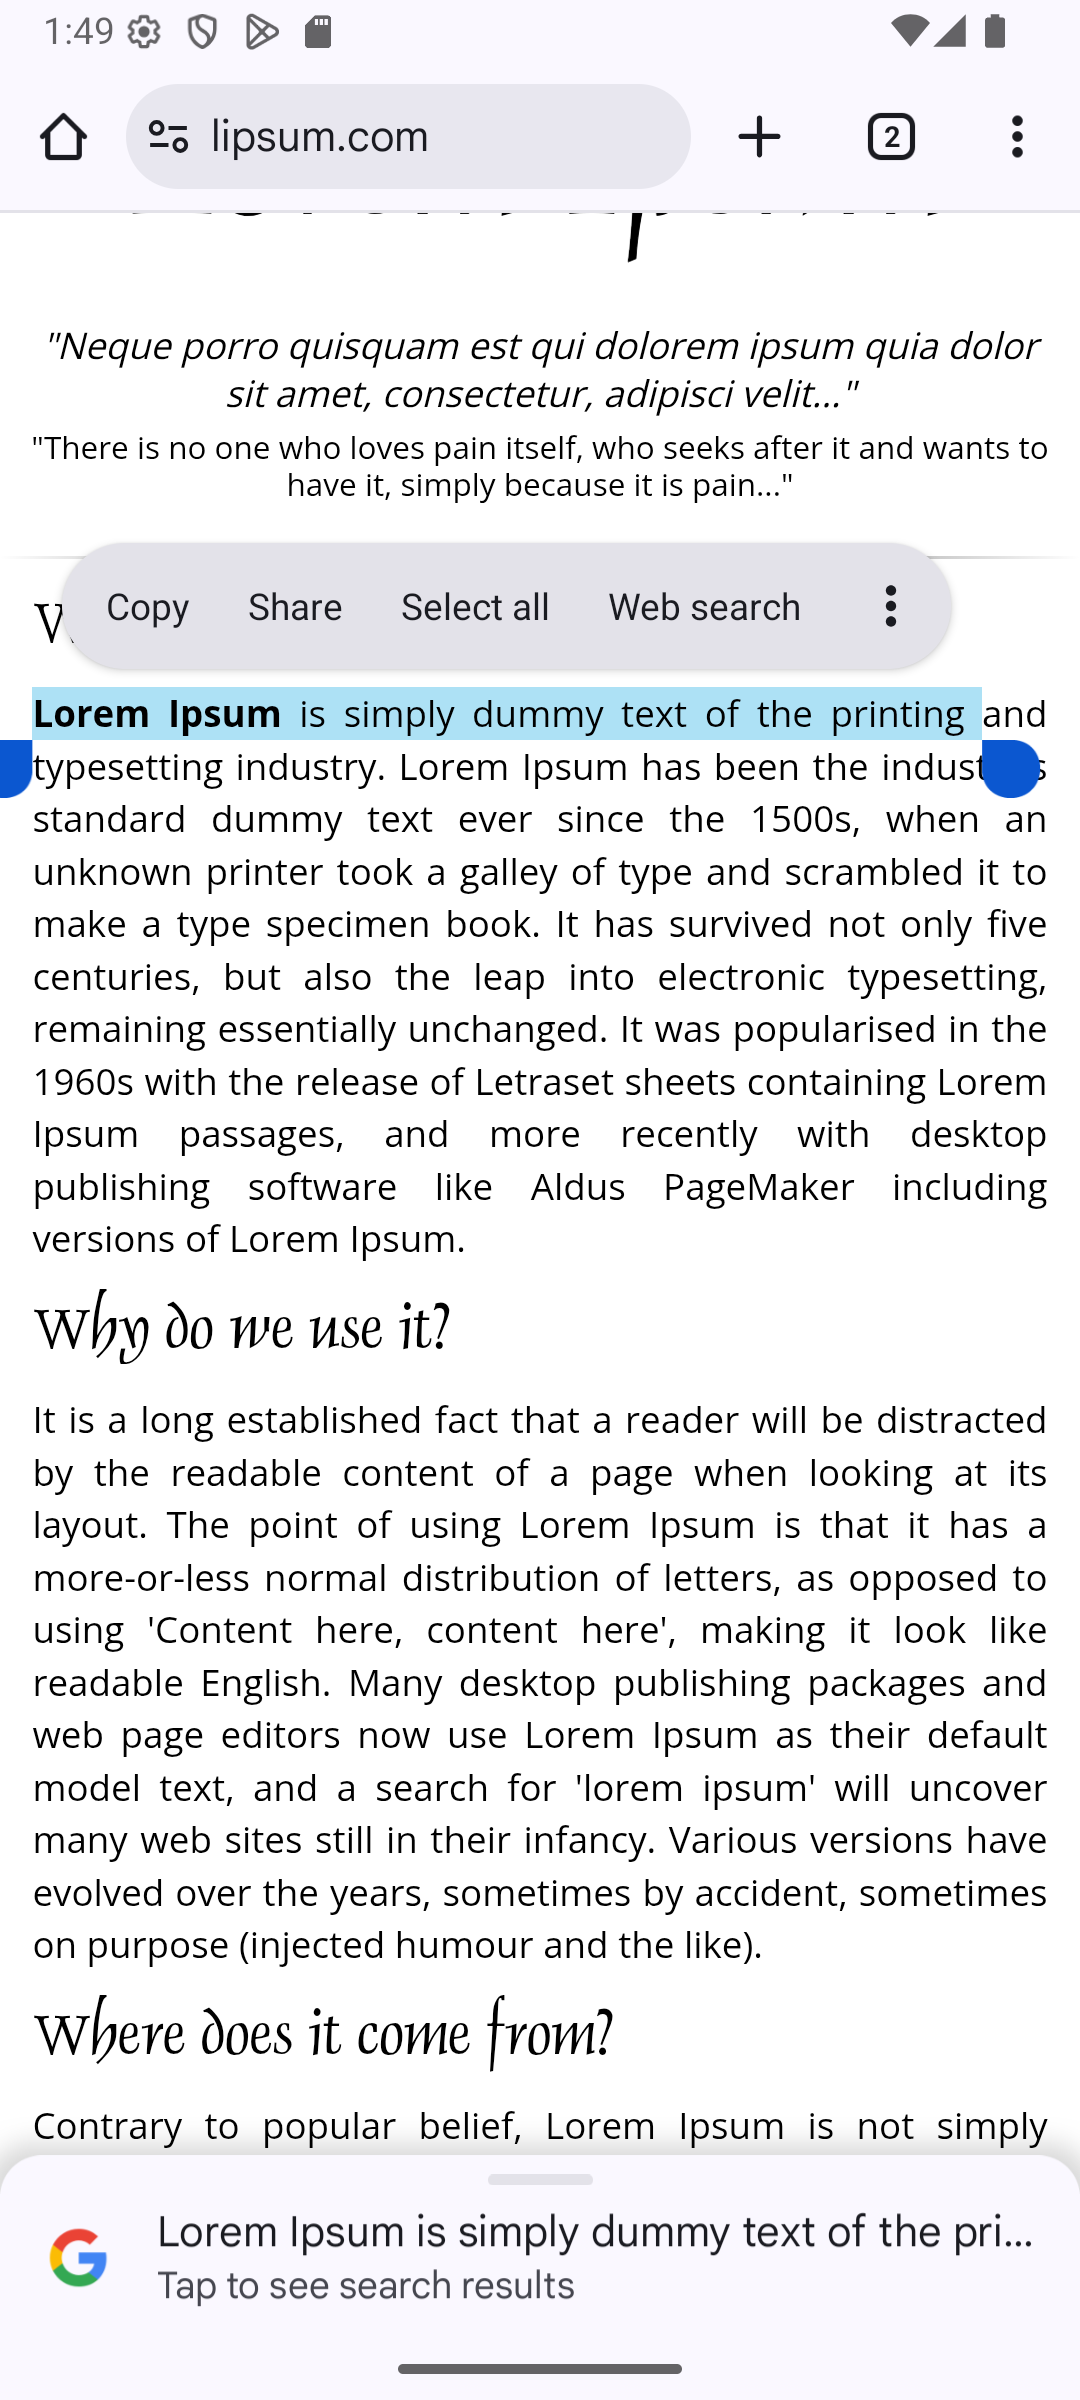 1:49
lipsum.com
2
"Neque porro quisquam est qui dolorem ipsum quia dolor
sit amet, consectetur, adipisci velit..."
"There is no one who loves pain itself, who seeks after it and wants to
have it, simply because it is pain..."
Copy Share Select all Web search
Lorem Ipsum is simply dummy text of the printing and
typesetting industry. Lorem Ipsum has been the
standard dummy text ever since the 1500s, when an
unknown printer took a galley of type and scrambled it to
make a type specimen book. It has survived not only five
centuries, but also the leap into electronic typesetting,
remaining essentially unchanged. It was popularised in the
1960s with the release of Letraset sheets containing Lorem
Ipsum passages, and more recently with desktop
publishing software like Aldus PageMaker including
versions of Lorem Ipsum.
Why do we use it?
It is a long established fact that a reader will be distracted
by the readable content of a page when looking at its
layout. The point of using Lorem Ipsum is that it has a
more-or-less normal distribution of letters, as opposed to
using 'Content here, content here', making it look like
readable English. Many desktop publishing packages and
web page editors now use Lorem Ipsum as their default
model text, and a search for 'lorem ipsum' will uncover
many web sites still in their infancy. Various versions have
evolved over the years, sometimes by accident, sometimes
on purpose (injected humour and the like).
Where does it come from?
Contrary to popular belief, Lorem Ipsum is not simply
Lorem Ipsum is simply dummy text of the pri...
Tap to see search results